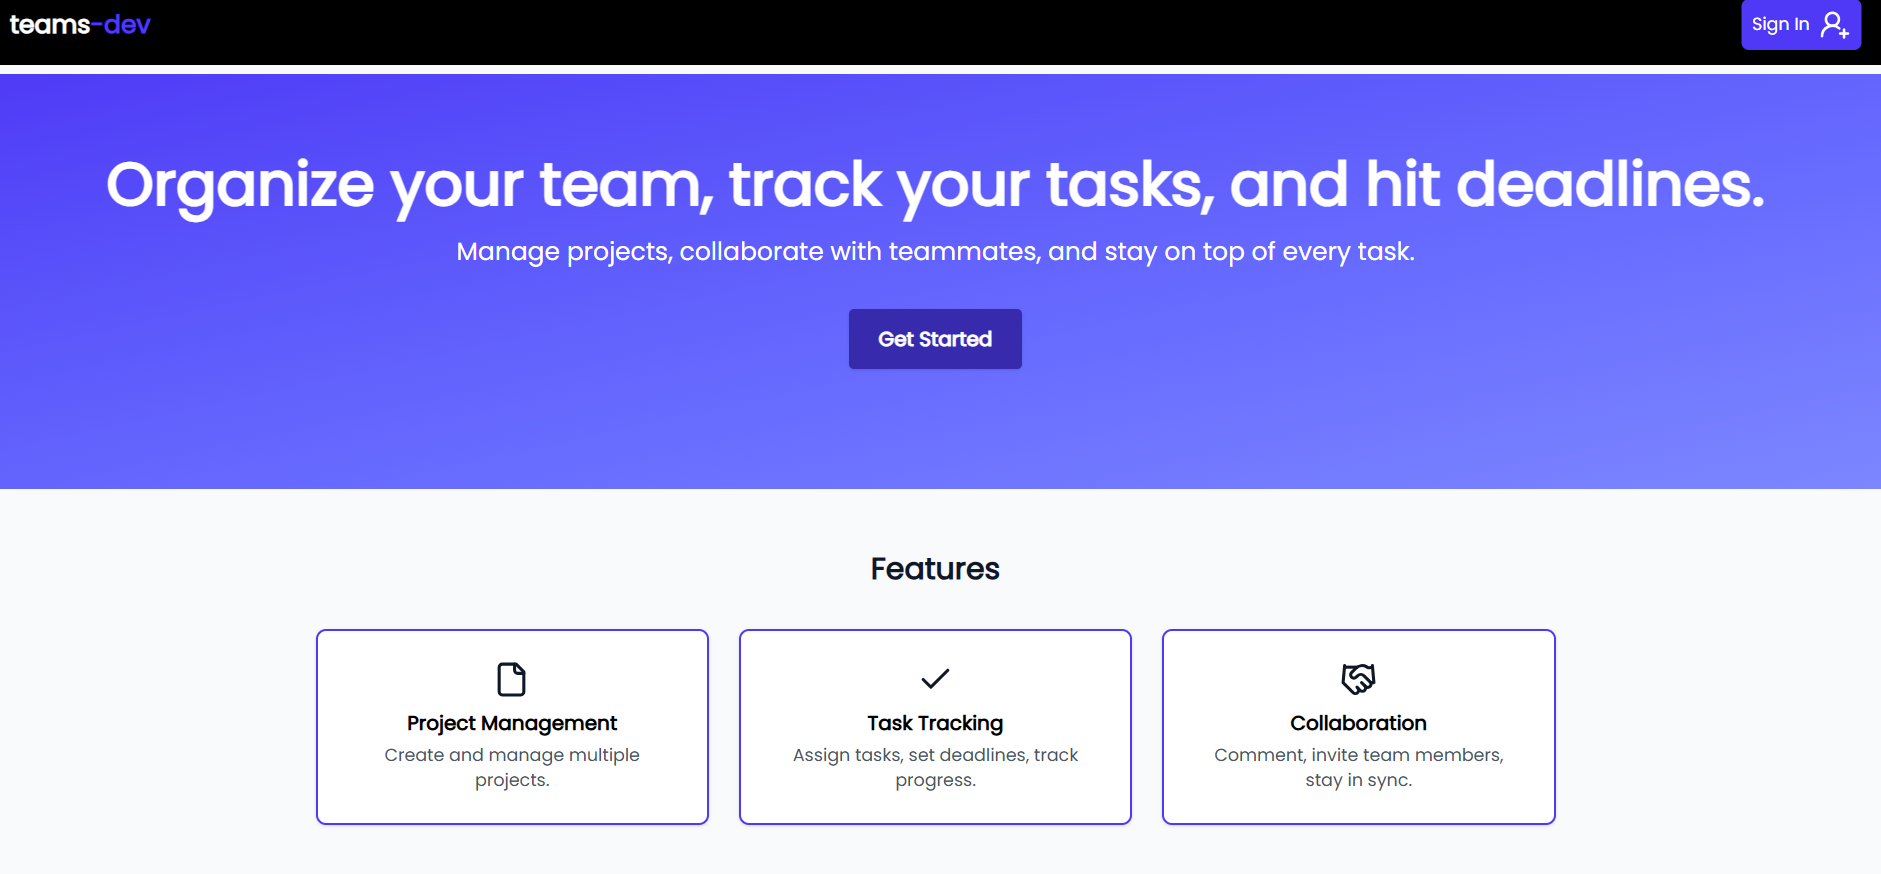 teams-dev
Sign In
Organize your team, track your tasks, and hit deadlines.
Manage projects, collaborate with teammates, and stay on top of every task.
Get Started
Features
Project Management
Create and manage multiple
projects.
Task Tracking
Assign tasks, set deadlines, track
progress.
Collaboration
Comment, invite team members,
stay in sync.